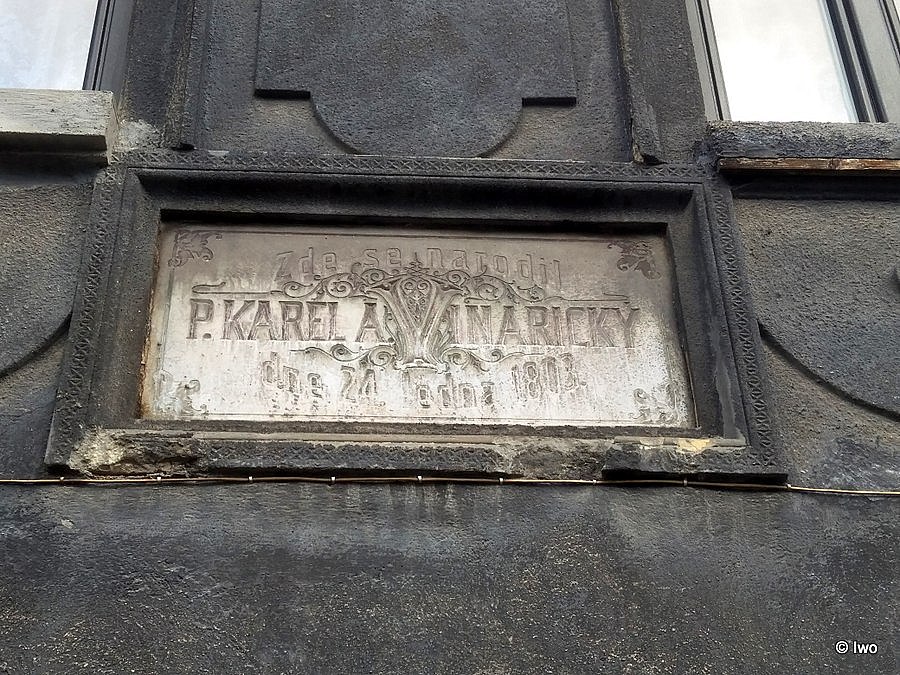 Zde se narodil
P. KAREL A. VINAŘICKÝ
dne 24. ledna 1803.
© Iwo